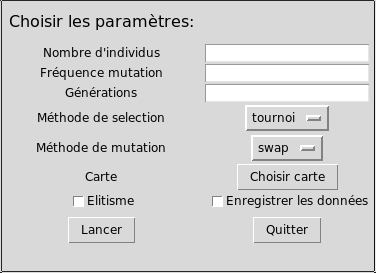 Choisir les paramètres:
Nombre d'individus
Fréquence mutation
Générations
Méthode de selection tournoi
Méthode de mutation swap
Carte Choisir carte
Elitisme Enregistrer les données
Lancer Quitter